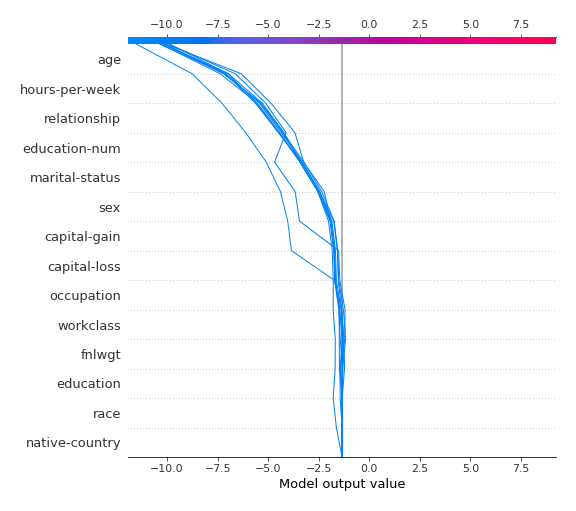 −10.0 −7.5 −5.0 −2.5 0.0 2.5 5.0 7.5
age
hours-per-week
relationship
education-num
marital-status
sex
capital-gain
capital-loss
occupation
workclass
fnlwgt
education
race
native-country
−10.0 −7.5 −5.0 −2.5 0.0 2.5 5.0 7.5
Model output value